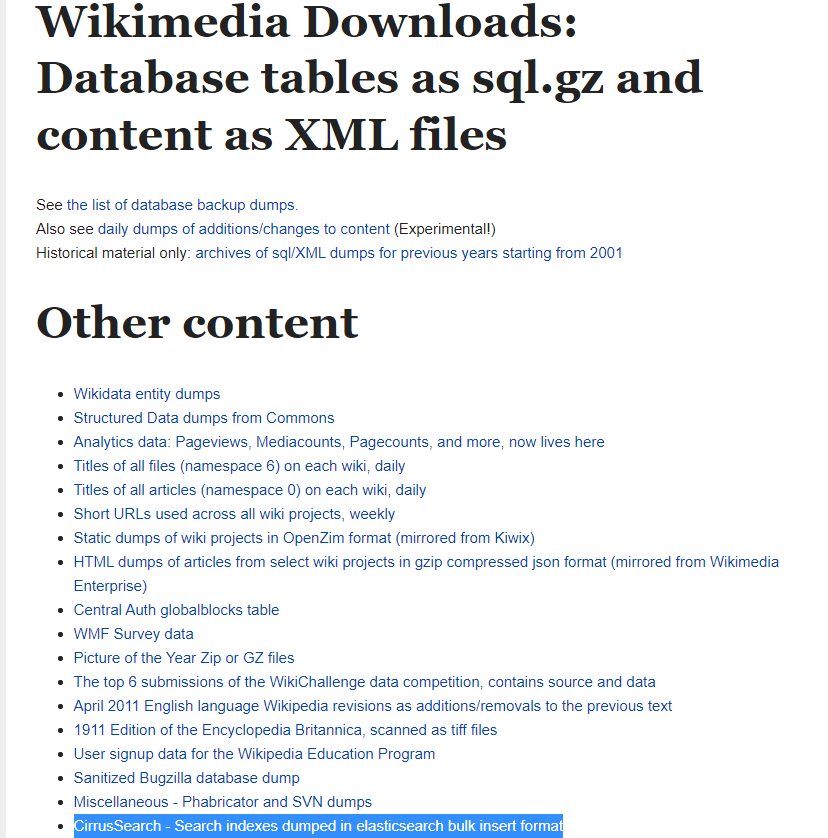 Wikimedia Downloads:
Database tables as sql.gz and
content as XML files
See the list of database backup dumps.
Also see daily dumps of additions/changes to content (Experimental!)
Historical material only: archives of sql/XML dumps for previous years starting from 2001
Other content
Wikidata entity dumps
Structured Data dumps from Commons
Analytics data: Pageviews, Mediacounts, Pagecounts, and more, now lives here
Titles of all files (namespace 6) on each wiki, daily
Titles of all articles (namespace 0) on each wiki, daily
Short URLs used across all wiki projects, weekly
Static dumps of wiki projects in OpenZim format (mirrored from Kiwix)
HTML dumps of articles from select wiki projects in gzip compressed json format (mirrored from Wikimedia
Enterprise)
Central Auth globalblocks table
WMF Survey data
Picture of the Year Zip or GZ files
The top 6 submissions of the WikiChallenge data competition, contains source and data
April 2011 English language Wikipedia revisions as additions/removals to the previous text
1911 Edition of the Encyclopedia Britannica, scanned as tiff files
User signup data for the Wikipedia Education Program
Sanitized Bugzilla database dump
Miscellaneous - Phabricator and SVN dumps
CirrusSearch - Search indexes dumped in elasticsearch bulk insert format